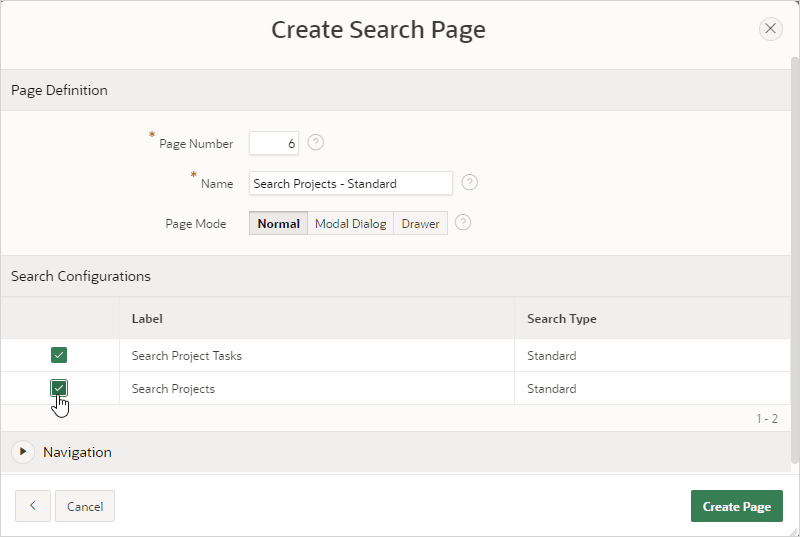 Create Search Page
Page Definition
* Page Number 6 ?
* Name Search Projects - Standard ?
Page Mode Normal Modal Dialog Drawer ?
Search Configurations
Label Search Type
Search Project Tasks Standard
Search Projects Standard
1 - 2
Navigation
Cancel Create Page